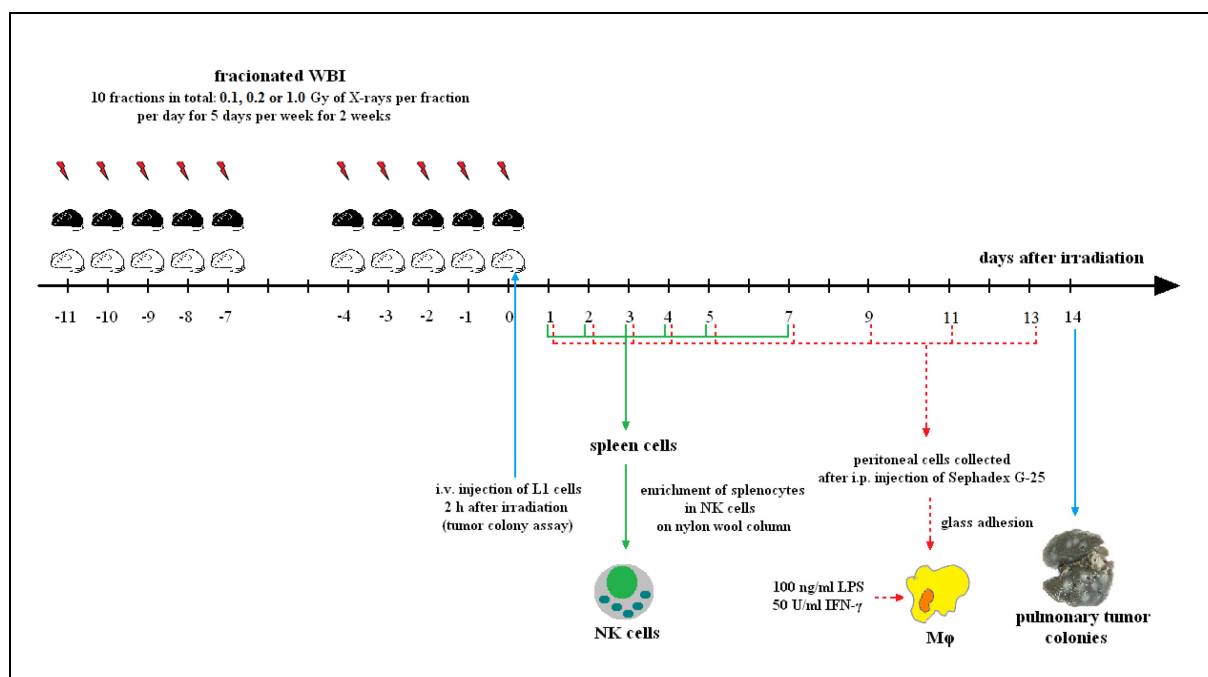 fracionated WBI
10 fractions in total: 0.1, 0.2 or 1.0 Gy of X-rays per fraction
per day for 5 days per week for 2 weeks
days after irradiation
-11 -10 -9 -8 -7 -4 -3 -2 -1 0 1 2 3 4 5 7 9 11 13 14
i.v. injection of L1 cells
2 h after irradiation
(tumor colony assay)
spleen cells
enrichment of splenocytes
in NK cells
on nylon wool column
NK cells
peritoneal cells collected
after i.p. injection of Sephadex G-25
glass adhesion
100 ng/ml LPS
50 U/ml IFN-γ
Mφ
pulmonary tumor
colonies